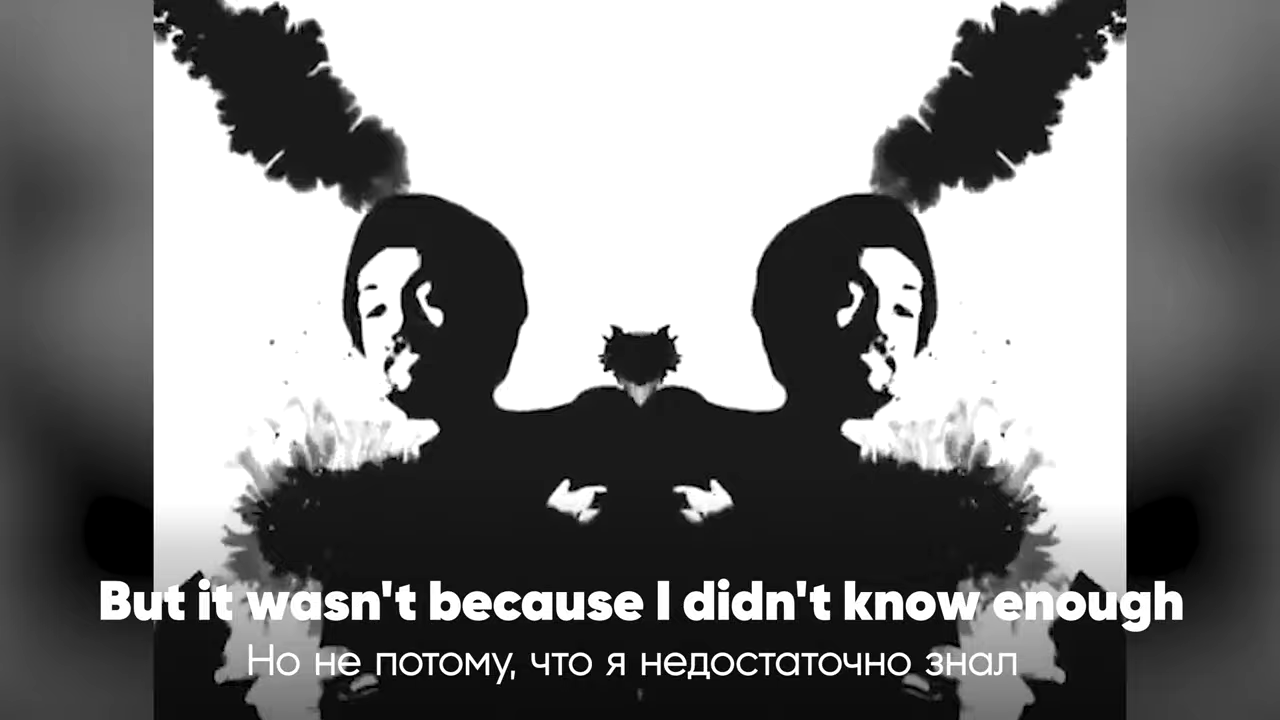 But it wasn't because I didn't know enough
Но не потому, что я недостаточно знал